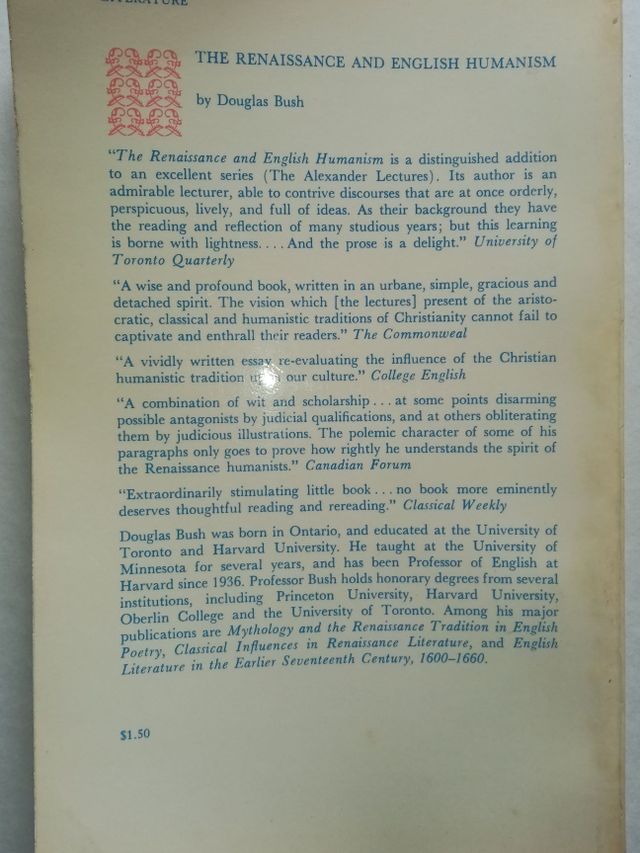 LITERATURE
THE RENAISSANCE AND ENGLISH HUMANISM
by Douglas Bush
“The Renaissance and English Humanism is a distinguished addition
to an excellent series (The Alexander Lectures). Its author is an
admirable lecturer, able to contrive discourses that are at once orderly,
perspicuous, lively, and full of ideas. As their background they have
the reading and reflection of many studious years; but this learning
is borne with lightness.... And the prose is a delight.” University of
Toronto Quarterly
“A wise and profound book, written in an urbane, simple, gracious and
detached spirit. The vision which [the lectures] present of the aristo-
cratic, classical and humanistic traditions of Christianity cannot fail to
captivate and enthrall their readers.” The Commonweal
“A vividly written essay re-evaluating the influence of the Christian
humanistic tradition our culture.” College English
“A combination of wit and scholarship... at some points disarming
possible antagonists by judicial qualifications, and at others obliterating
them by judicious illustrations. The polemic character of some of his
paragraphs only goes to prove how rightly he understands the spirit of
the Renaissance humanists.” Canadian Forum
“Extraordinarily stimulating little book... no book more eminently
deserves thoughtful reading and rereading.” Classical Weekly
Douglas Bush was born in Ontario, and educated at the University of
Toronto and Harvard University. He taught at the University of
Minnesota for several years, and has been Professor of English at
Harvard since 1936. Professor Bush holds honorary degrees from several
institutions, including Princeton University, Harvard University,
Oberlin College and the University of Toronto. Among his major
publications are Mythology and the Renaissance Tradition in English
Poetry, Classical Influences in Renaissance Literature, and English
Literature in the Earlier Seventeenth Century, 1600–1660.
$1.50